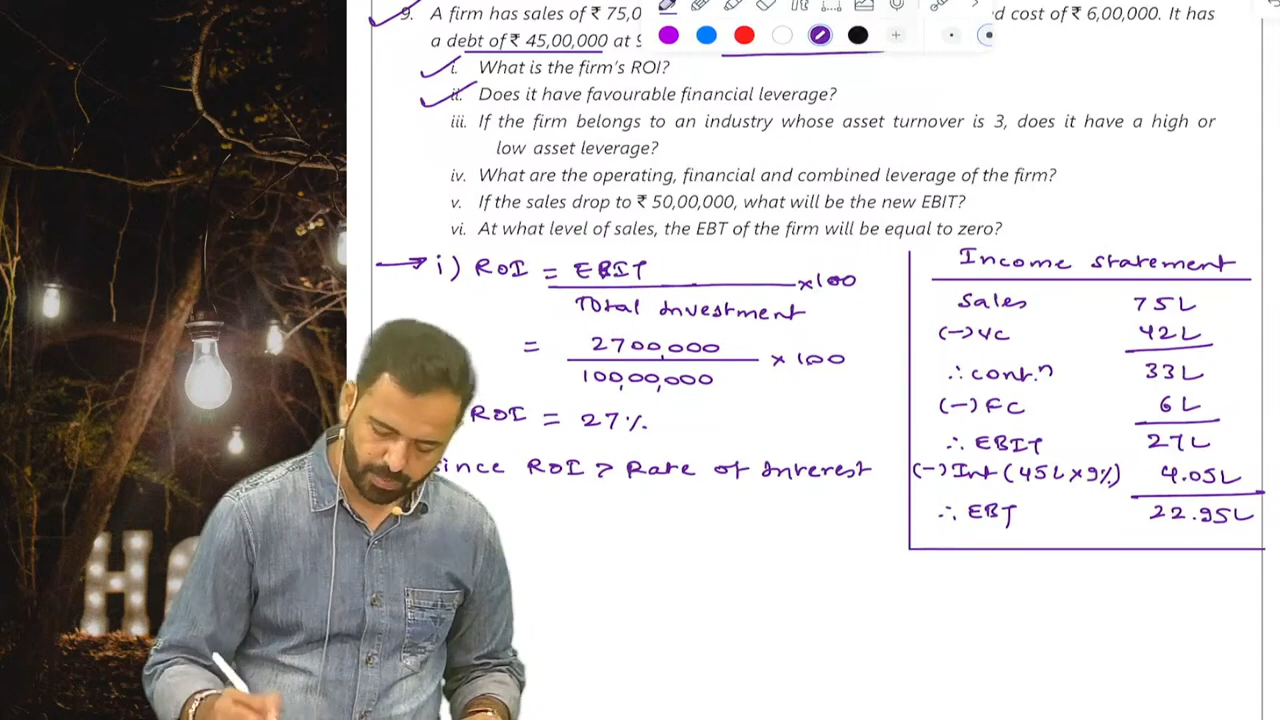 9. A firm has sales of ₹ 75,0 d cost of ₹ 6,00,000. It has
a debt of ₹ 45,00,000 at 9
i. What is the firm's ROI?
ii. Does it have favourable financial leverage?
iii. If the firm belongs to an industry whose asset turnover is 3, does it have a high or
low asset leverage?
iv. What are the operating, financial and combined leverage of the firm?
v. If the sales drop to ₹ 50,00,000, what will be the new EBIT?
vi. At what level of sales, the EBT of the firm will be equal to zero?
i) ROI = EBIT
Total Investment
×100
= 2700,000
100,00,000
× 100
ROI = 27%
since ROI > Rate of Interest
Income statement
Sales 75L
(-) VC 42L
∴ cont.n 33L
(-) FC 6L
∴ EBIT 27L
(-) Int (45L×9%) 4.05L
∴ EBT 22.95L
H